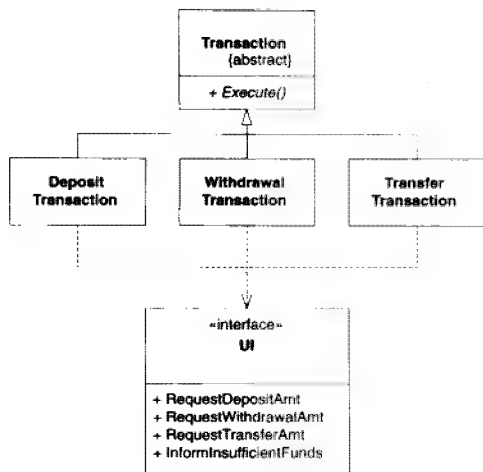 Transaction
{abstract}
+ Execute()
Deposit
Transaction
Withdrawal
Transaction
Transfer
Transaction
«interface»
UI
+ RequestDepositAmt
+ RequestWithdrawalAmt
+ RequestTransferAmt
+ InformInsufficientFunds